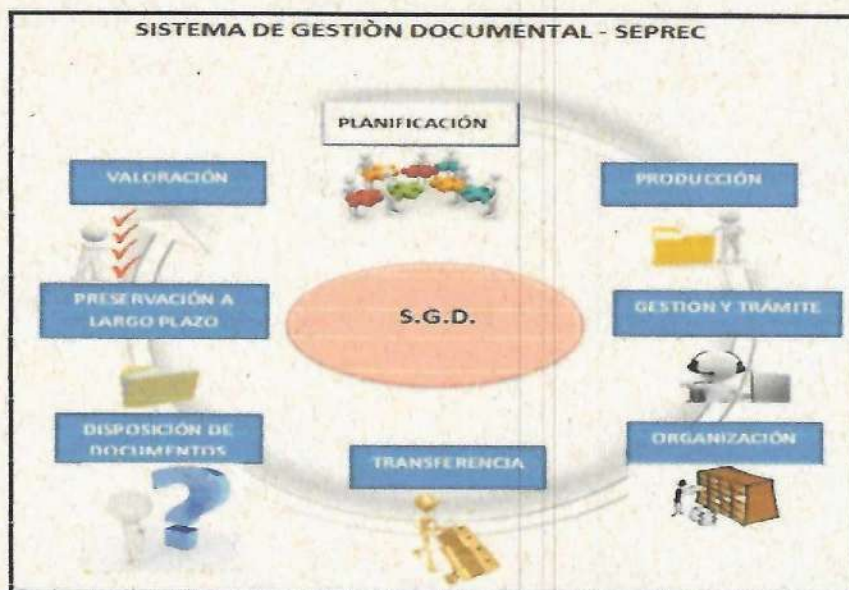 SISTEMA DE GESTIÒN DOCUMENTAL - SEPREC
PLANIFICACIÓN
VALORACIÓN
PRODUCCIÓN
PRESERVACIÓN A
LARGO PLAZO
S.G.D.
GESTION Y TRÁMITE
DISPOSICIÓN DE
DOCUMENTOS
TRANSFERENCIA
ORGANIZACIÓN